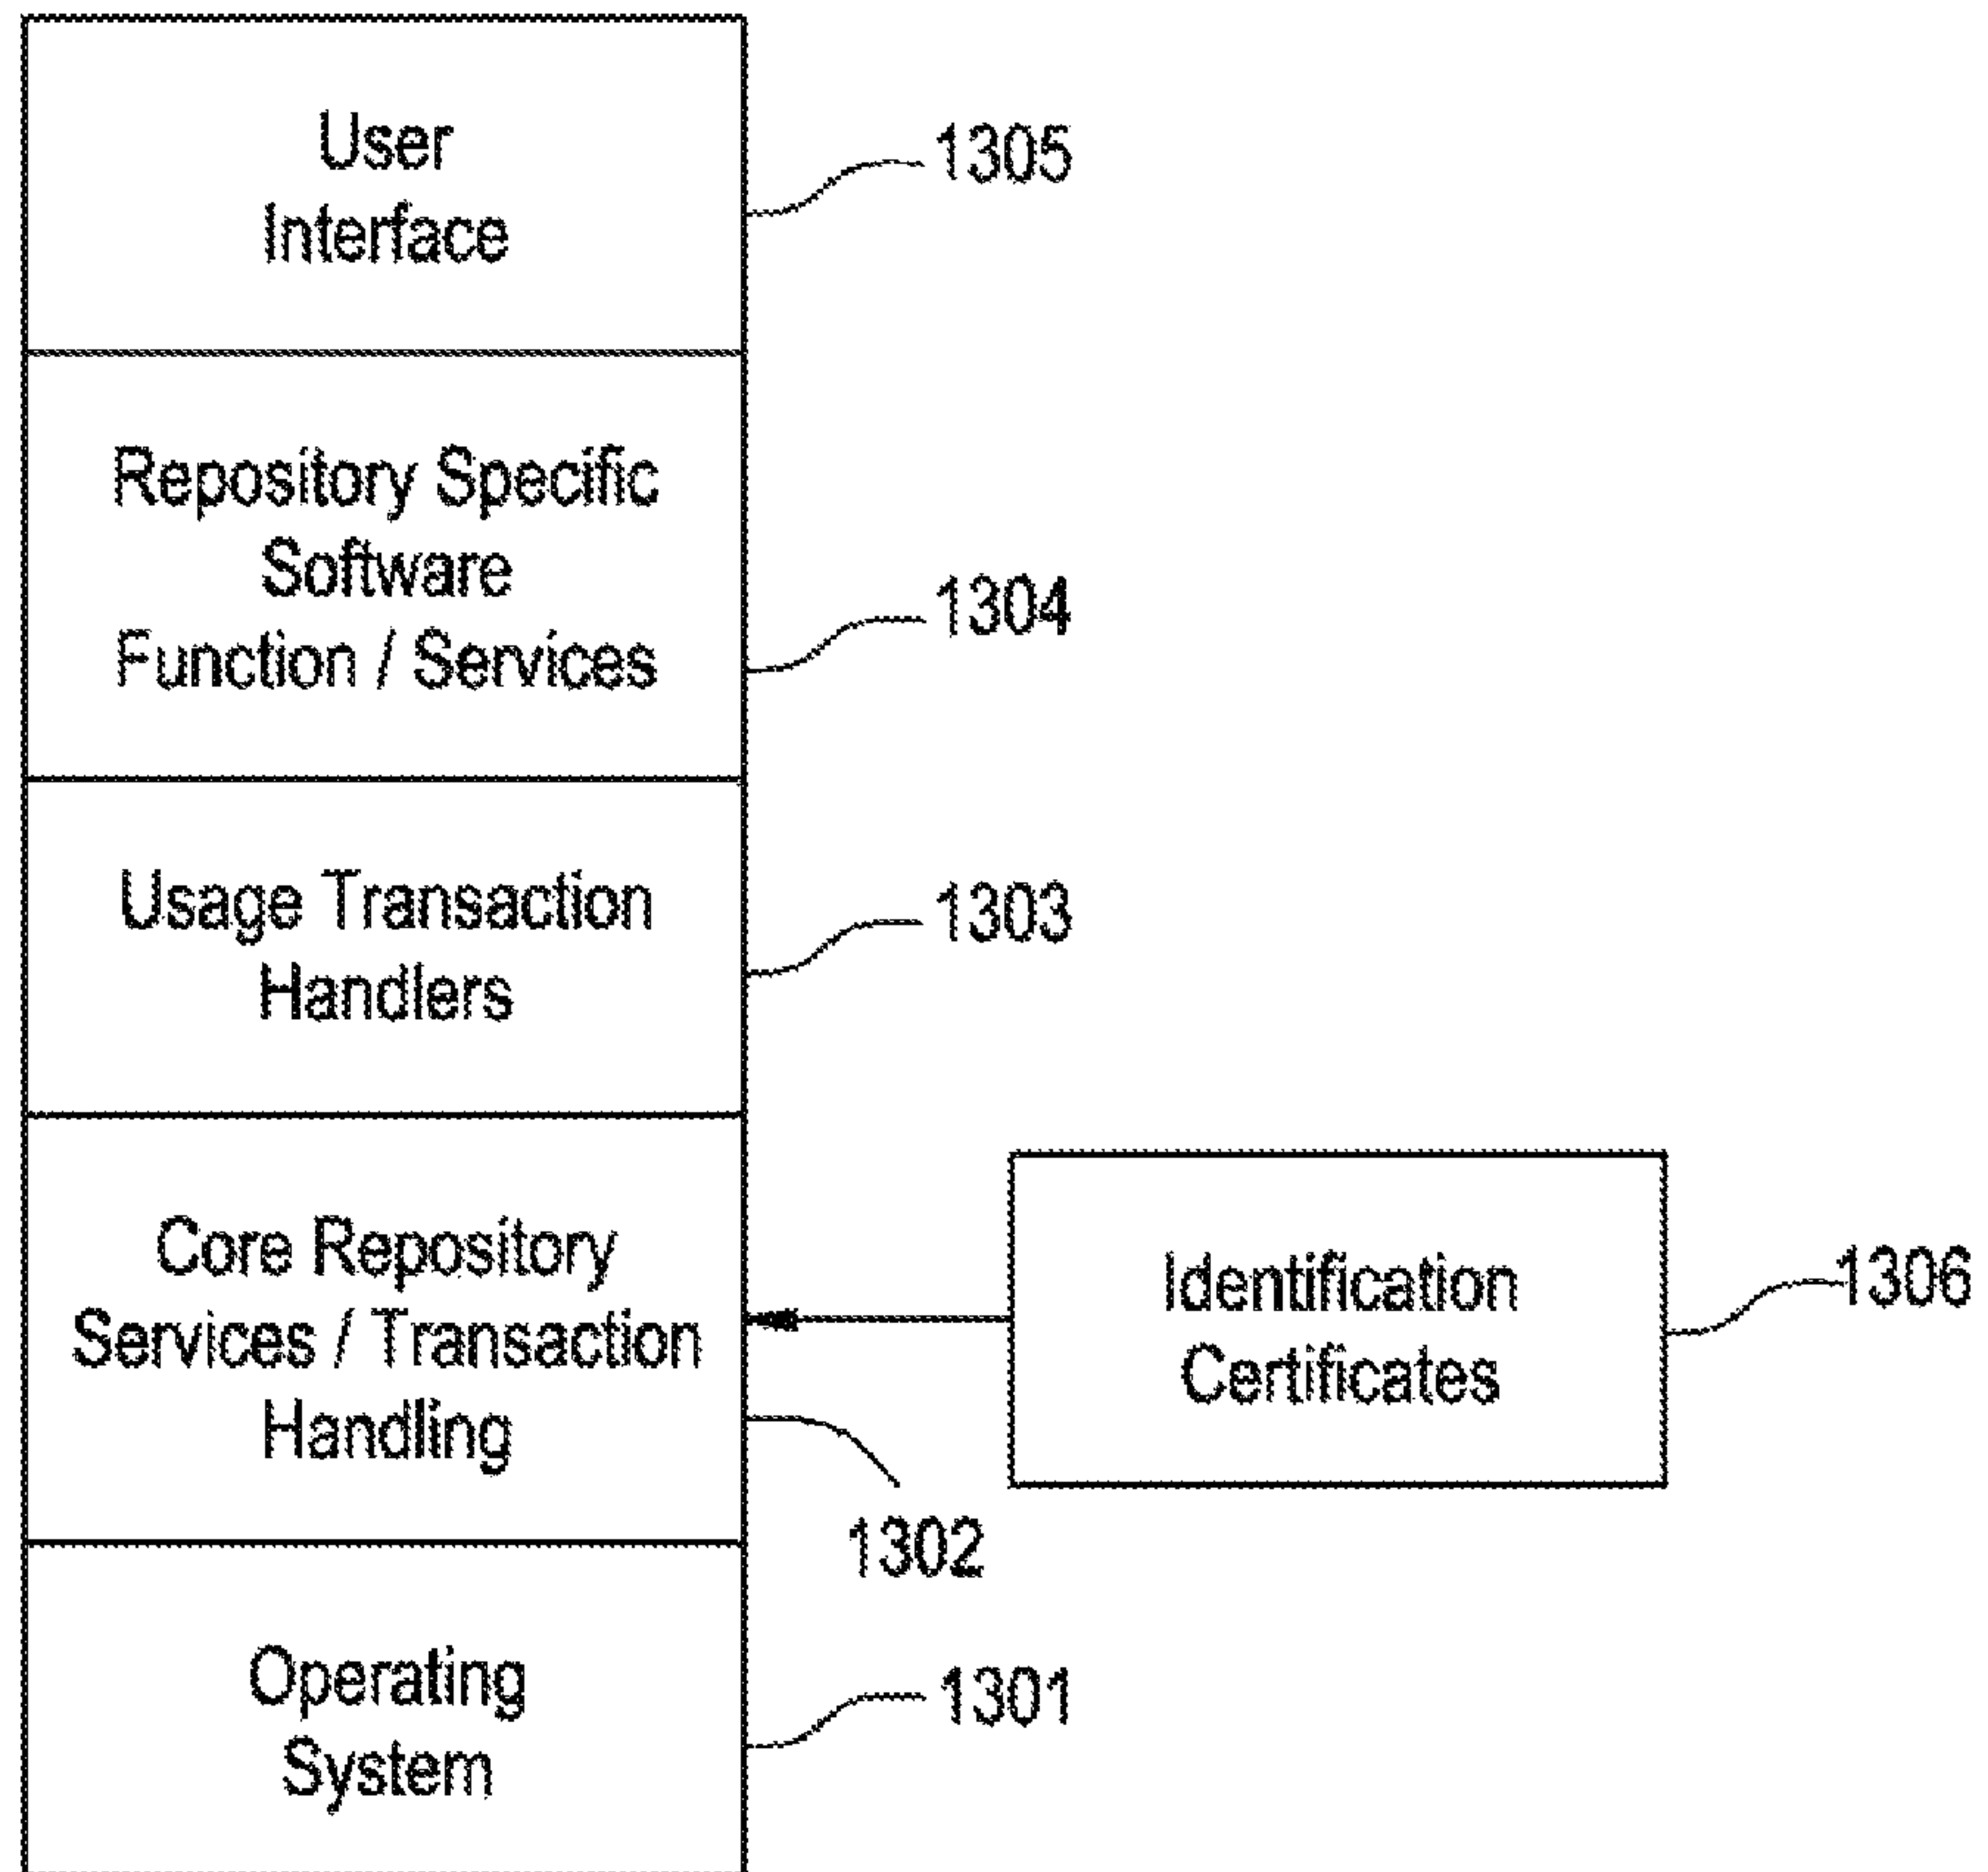 User
Interface
1305
Repository Specific
Software
Function / Services
1304
Usage Transaction
Handlers
1303
Core Repository
Services / Transaction
Handling
1302
Identification
Certificates
1306
Operating
System
1301